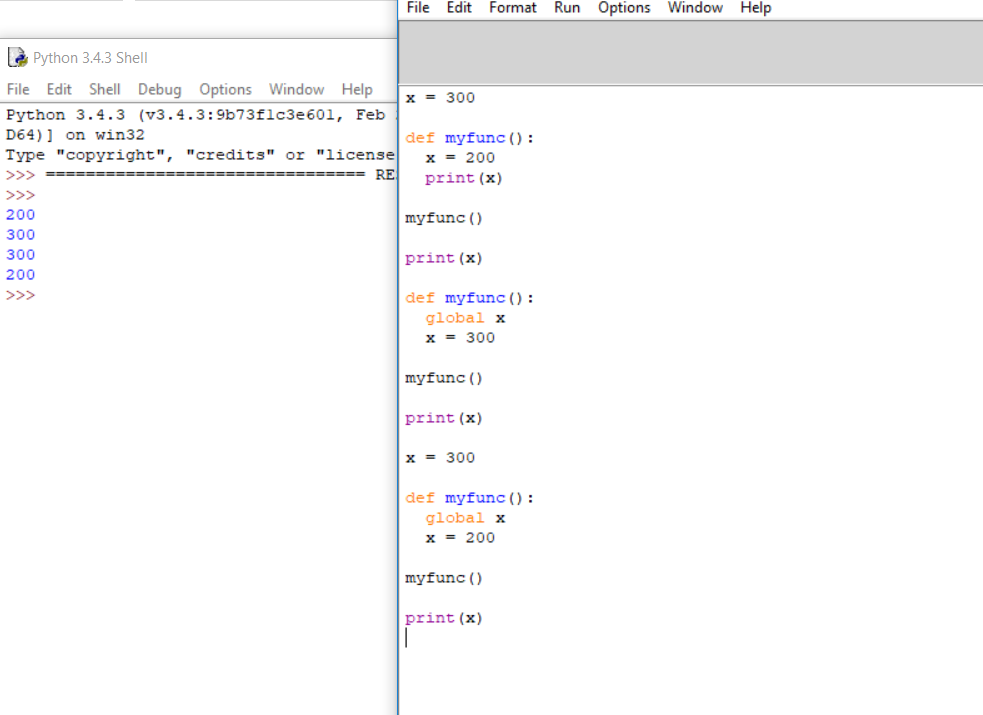 Python 3.4.3 Shell
File Edit Shell Debug Options Window Help
Python 3.4.3 (v3.4.3:9b73f1c3e601, Feb
D64)] on win32
Type "copyright", "credits" or "license
>>> ================================ RE
>>>
200
300
300
200
>>>
File Edit Format Run Options Window Help
x = 300

def myfunc():
  x = 200
  print(x)

myfunc()

print(x)

def myfunc():
  global x
  x = 300

myfunc()

print(x)

x = 300

def myfunc():
  global x
  x = 200

myfunc()

print(x)